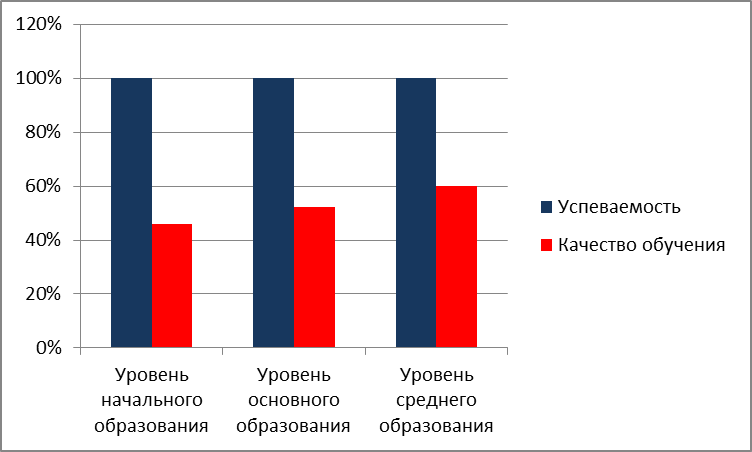 120%
100%
80%
60%
40%
20%
0%
Уровень
начального
образования
Уровень
основного
образования
Уровень
среднего
образования
Успеваемость
Качество обучения